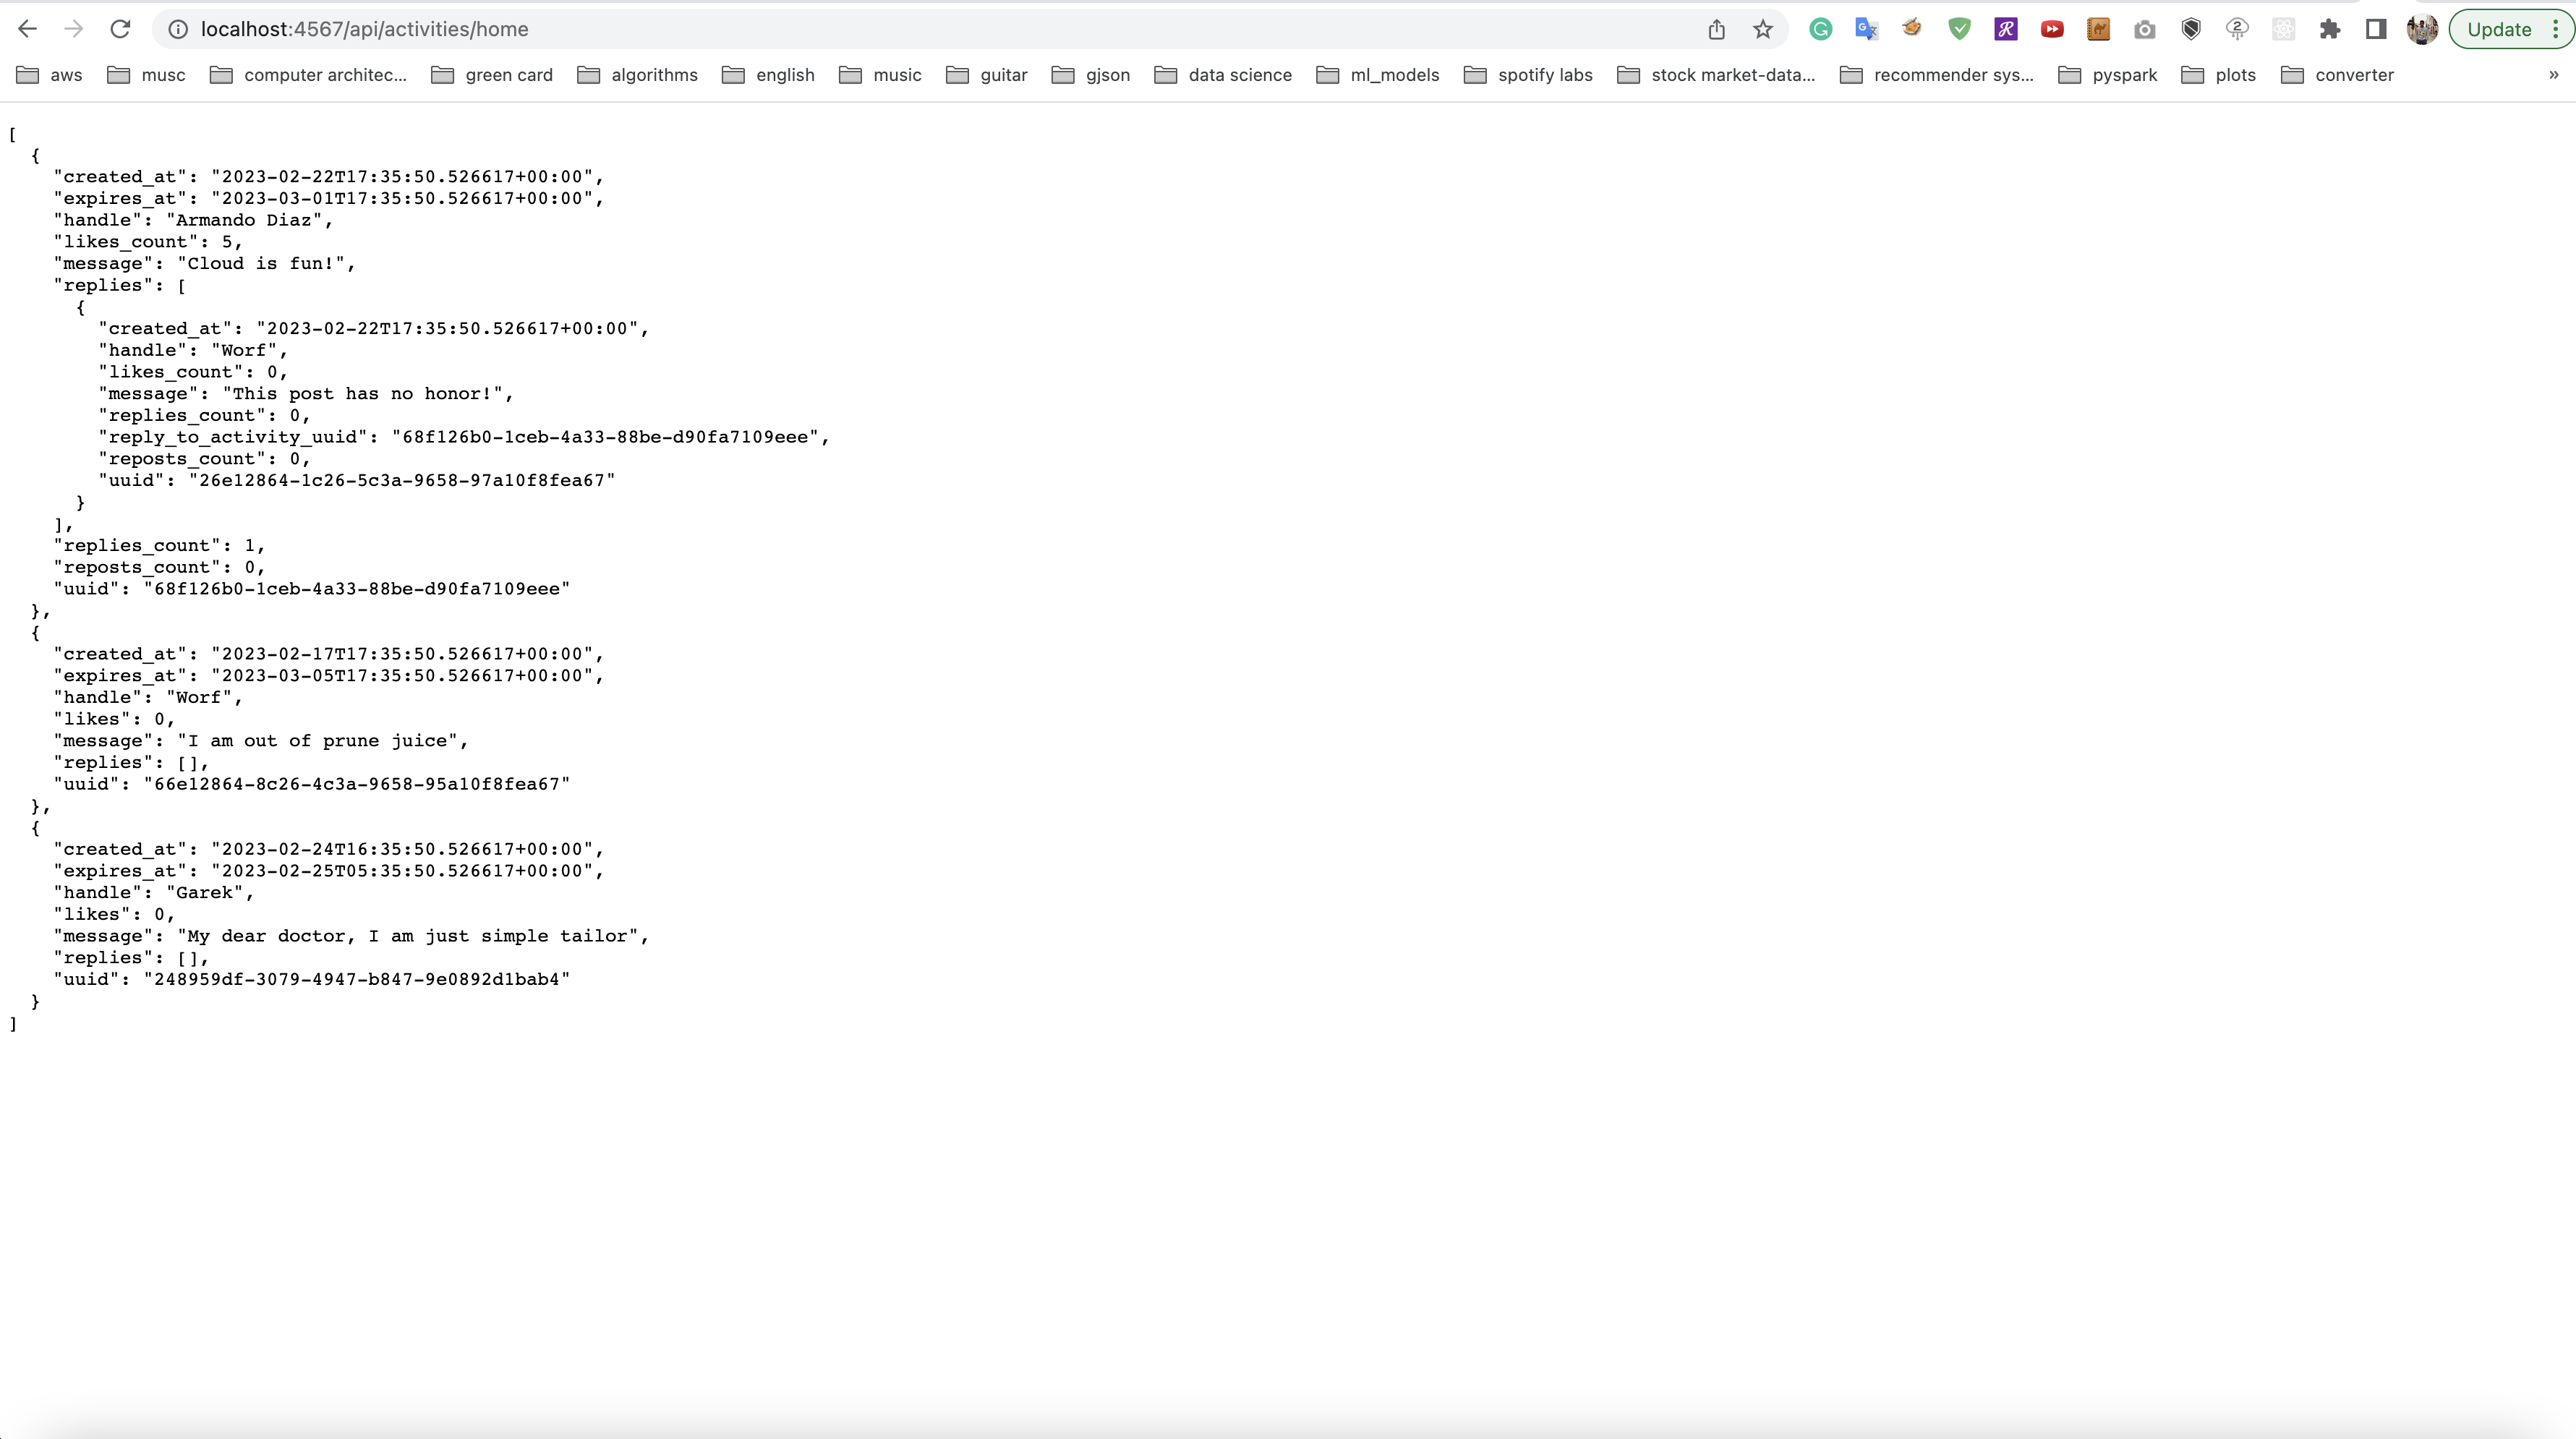 localhost:4567/api/activities/home
Update
aws musc computer architec... green card algorithms english music guitar gjson data science ml_models spotify labs stock market-data... recommender sys... pyspark plots converter »
[
  {
    "created_at": "2023-02-22T17:35:50.526617+00:00",
    "expires_at": "2023-03-01T17:35:50.526617+00:00",
    "handle": "Armando Diaz",
    "likes_count": 5,
    "message": "Cloud is fun!",
    "replies": [
      {
        "created_at": "2023-02-22T17:35:50.526617+00:00",
        "handle": "Worf",
        "likes_count": 0,
        "message": "This post has no honor!",
        "replies_count": 0,
        "reply_to_activity_uuid": "68f126b0-1ceb-4a33-88be-d90fa7109eee",
        "reposts_count": 0,
        "uuid": "26e12864-1c26-5c3a-9658-97a10f8fea67"
      }
    ],
    "replies_count": 1,
    "reposts_count": 0,
    "uuid": "68f126b0-1ceb-4a33-88be-d90fa7109eee"
  },
  {
    "created_at": "2023-02-17T17:35:50.526617+00:00",
    "expires_at": "2023-03-05T17:35:50.526617+00:00",
    "handle": "Worf",
    "likes": 0,
    "message": "I am out of prune juice",
    "replies": [],
    "uuid": "66e12864-8c26-4c3a-9658-95a10f8fea67"
  },
  {
    "created_at": "2023-02-24T16:35:50.526617+00:00",
    "expires_at": "2023-02-25T05:35:50.526617+00:00",
    "handle": "Garek",
    "likes": 0,
    "message": "My dear doctor, I am just simple tailor",
    "replies": [],
    "uuid": "248959df-3079-4947-b847-9e0892d1bab4"
  }
]